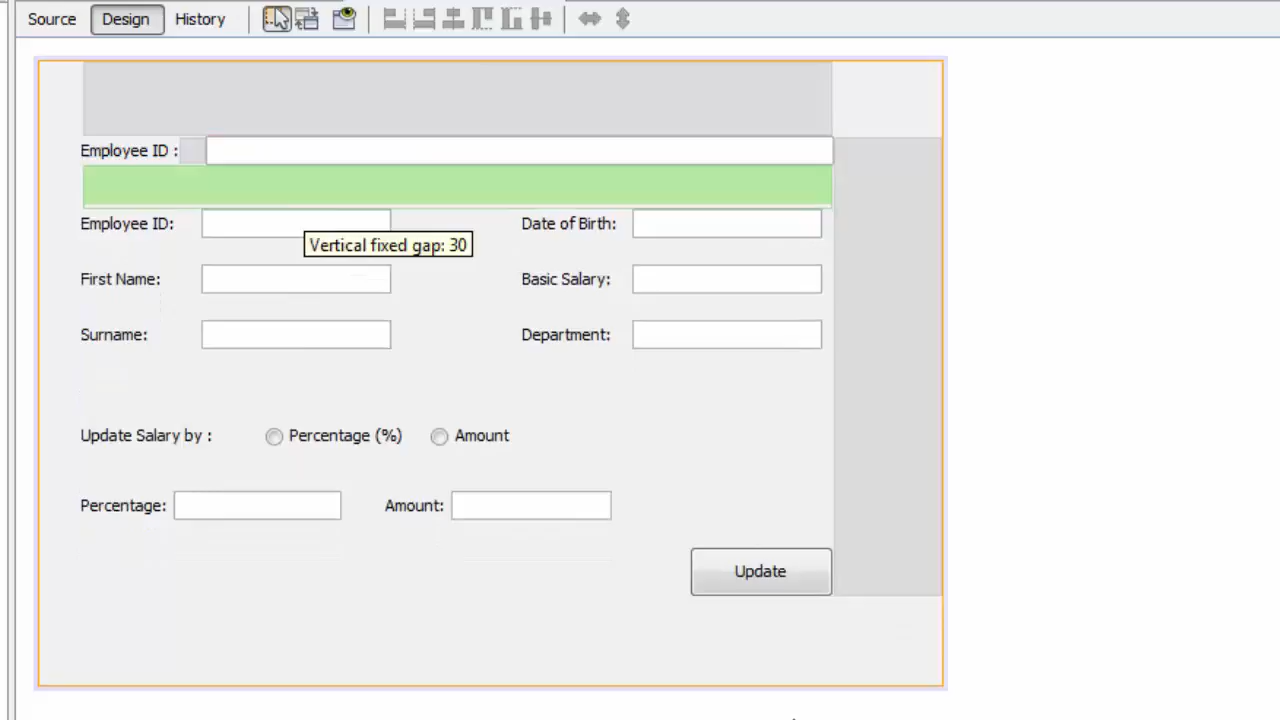 Source Design History
Employee ID :
Employee ID: Date of Birth:
Vertical fixed gap: 30
First Name: Basic Salary:
Surname: Department:
Update Salary by : Percentage (%) Amount
Percentage: Amount:
Update